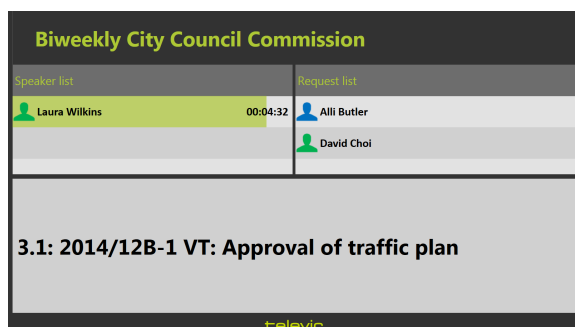 Biweekly City Council Commission
Speaker list
Request list
Laura Wilkins 00:04:32
Alli Butler
David Choi
3.1: 2014/12B-1 VT: Approval of traffic plan
televic